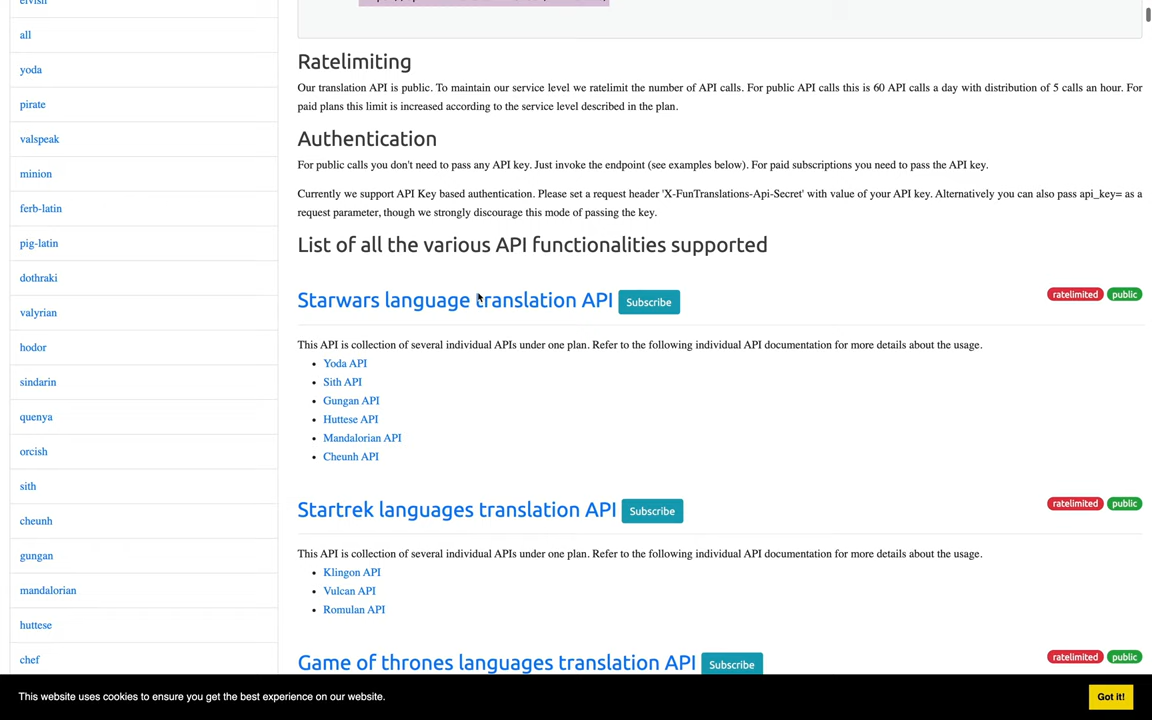 all
yoda
pirate
valspeak
minion
ferb-latin
pig-latin
dothraki
valyrian
hodor
sindarin
quenya
orcish
sith
cheunh
gungan
mandalorian
huttese
chef
Ratelimiting
Our translation API is public. To maintain our service level we ratelimit the number of API calls. For public API calls this is 60 API calls a day with distribution of 5 calls an hour. For
paid plans this limit is increased according to the service level described in the plan.
Authentication
For public calls you don't need to pass any API key. Just invoke the endpoint (see examples below). For paid subscriptions you need to pass the API key.
Currently we support API Key based authentication. Please set a request header 'X-FunTranslations-Api-Secret' with value of your API key. Alternatively you can also pass api_key= as a
request parameter, though we strongly discourage this mode of passing the key.
List of all the various API functionalities supported
Starwars language translation API Subscribe ratelimited public
This API is collection of several individual APIs under one plan. Refer to the following individual API documentation for more details about the usage.
• Yoda API
• Sith API
• Gungan API
• Huttese API
• Mandalorian API
• Cheunh API
Startrek languages translation API Subscribe ratelimited public
This API is collection of several individual APIs under one plan. Refer to the following individual API documentation for more details about the usage.
• Klingon API
• Vulcan API
• Romulan API
Game of thrones languages translation API Subscribe ratelimited public
This website uses cookies to ensure you get the best experience on our website.
Got it!